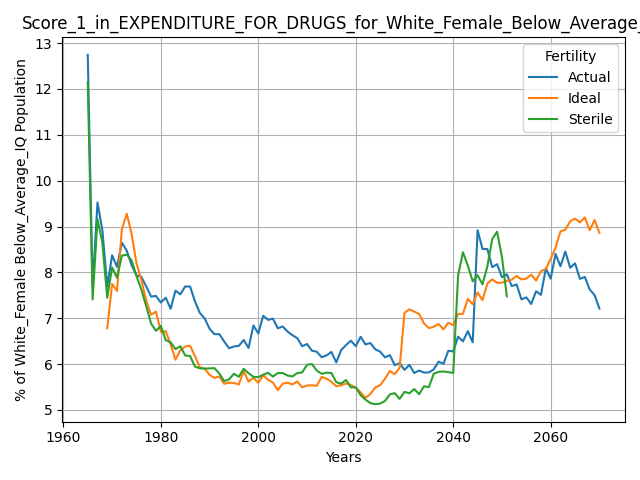 Score_1_in_EXPENDITURE_FOR_DRUGS_for_White_Female_Below_Average_
% of White_Female Below_Average_IQ Population
13
12
11
10
9
8
7
6
5
Fertility
Actual
Ideal
Sterile
1960 1980 2000 2020 2040 2060
Years